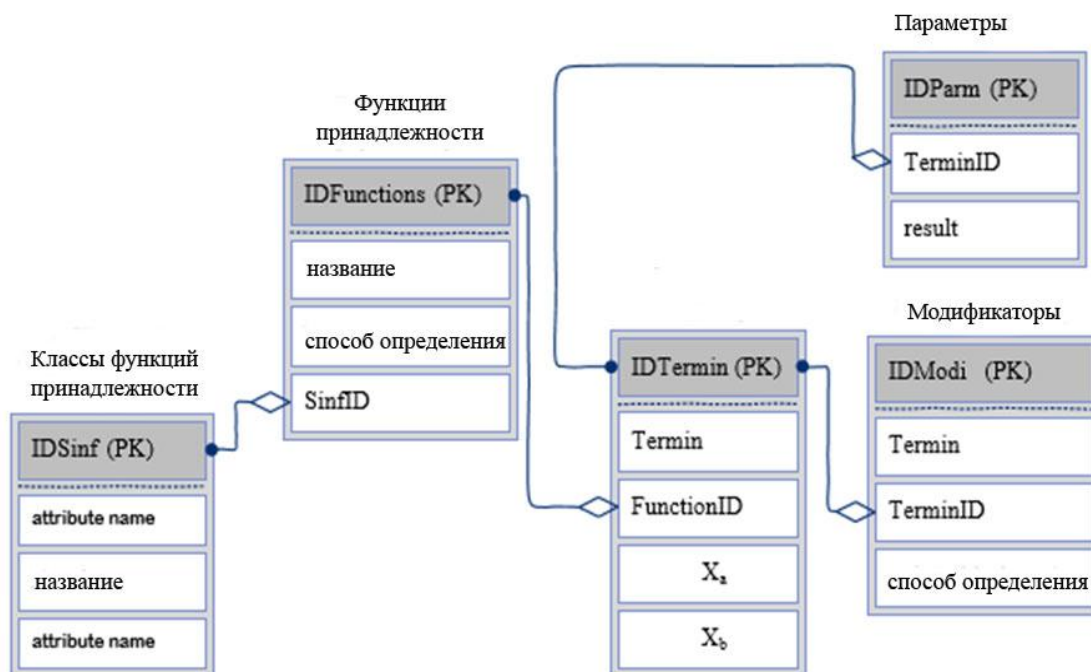 Параметры
IDParm (PK)
TerminID
result
Функции
принадлежности
IDFunctions (PK)
название
способ определения
SinfID
Классы функций
принадлежности
IDSinf (PK)
attribute name
название
attribute name
IDTermin (PK)
Termin
FunctionID
Xa
Xb
Модификаторы
IDModi (PK)
Termin
TerminID
способ определения